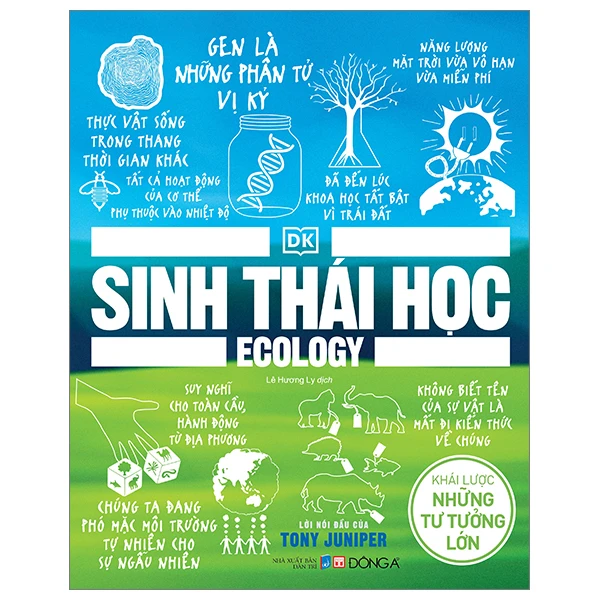 GEN LÀ
NHỮNG PHÂN TỬ
VỊ KỶ
NĂNG LƯỢNG
MẶT TRỜI VỪA VÔ HẠN
VỪA MIỄN PHÍ
THỰC VẬT SỐNG
TRONG THANG
THỜI GIAN KHÁC
TẤT CẢ HOẠT ĐỘNG
CỦA CƠ THỂ
PHỤ THUỘC VÀO NHIỆT ĐỘ
ĐÃ ĐẾN LÚC
KHOA HỌC TẤT BẬT
VÌ TRÁI ĐẤT
DK
SINH THÁI HỌC
ECOLOGY
Lê Hương Ly dịch
SUY NGHĨ
CHO TOÀN CẦU,
HÀNH ĐỘNG
TỪ ĐỊA PHƯƠNG
KHÔNG BIẾT TÊN
CỦA SỰ VẬT LÀ
MẤT ĐI KIẾN THỨC
VỀ CHÚNG
CHÚNG TA ĐANG
PHÓ MẶC MÔI TRƯỜNG
TỰ NHIÊN CHO
SỰ NGẪU NHIÊN
KHÁI LƯỢC
NHỮNG
TƯ TƯỞNG
LỚN
LỜI NÓI ĐẦU CỦA
TONY JUNIPER
NHÀ XUẤT BẢN
DÂN TRÍ
ĐÔNG A